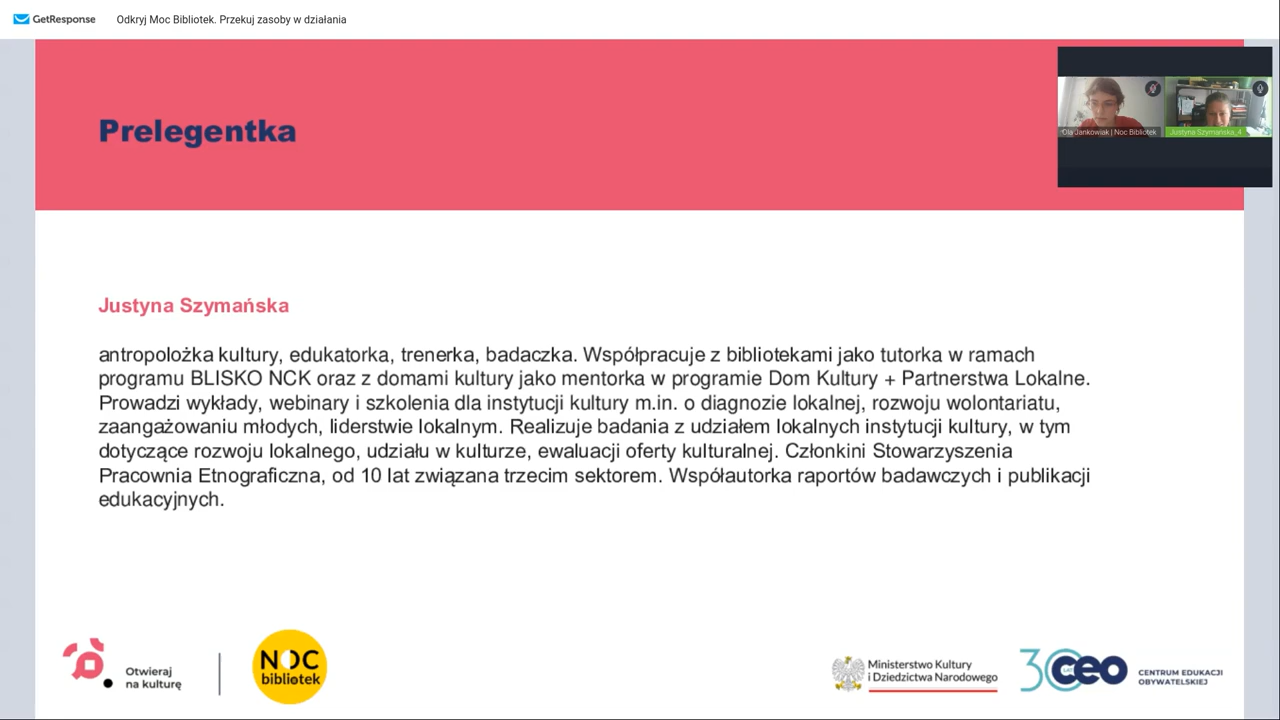 GetResponse
Odkryj Moc Bibliotek. Przekuj zasoby w działania
Prelegentka
Ola Jankowiak | Noc Bibliotek
Justyna Szymańska_4
Justyna Szymańska
antropolożka kultury, edukatorka, trenerka, badaczka. Współpracuje z bibliotekami jako tutorka w ramach
programu BLISKO NCK oraz z domami kultury jako mentorka w programie Dom Kultury + Partnerstwa Lokalne.
Prowadzi wykłady, webinary i szkolenia dla instytucji kultury m.in. o diagnozie lokalnej, rozwoju wolontariatu,
zaangażowaniu młodych, liderstwie lokalnym. Realizuje badania z udziałem lokalnych instytucji kultury, w tym
dotyczące rozwoju lokalnego, udziału w kulturze, ewaluacji oferty kulturalnej. Członkini Stowarzyszenia
Pracownia Etnograficzna, od 10 lat związana trzecim sektorem. Współautorka raportów badawczych i publikacji
edukacyjnych.
Otwieraj
na kulturę
NOC
bibliotek
Ministerstwo Kultury
i Dziedzictwa Narodowego
30
ceo
CENTRUM EDUKACJI
OBYWATELSKIEJ